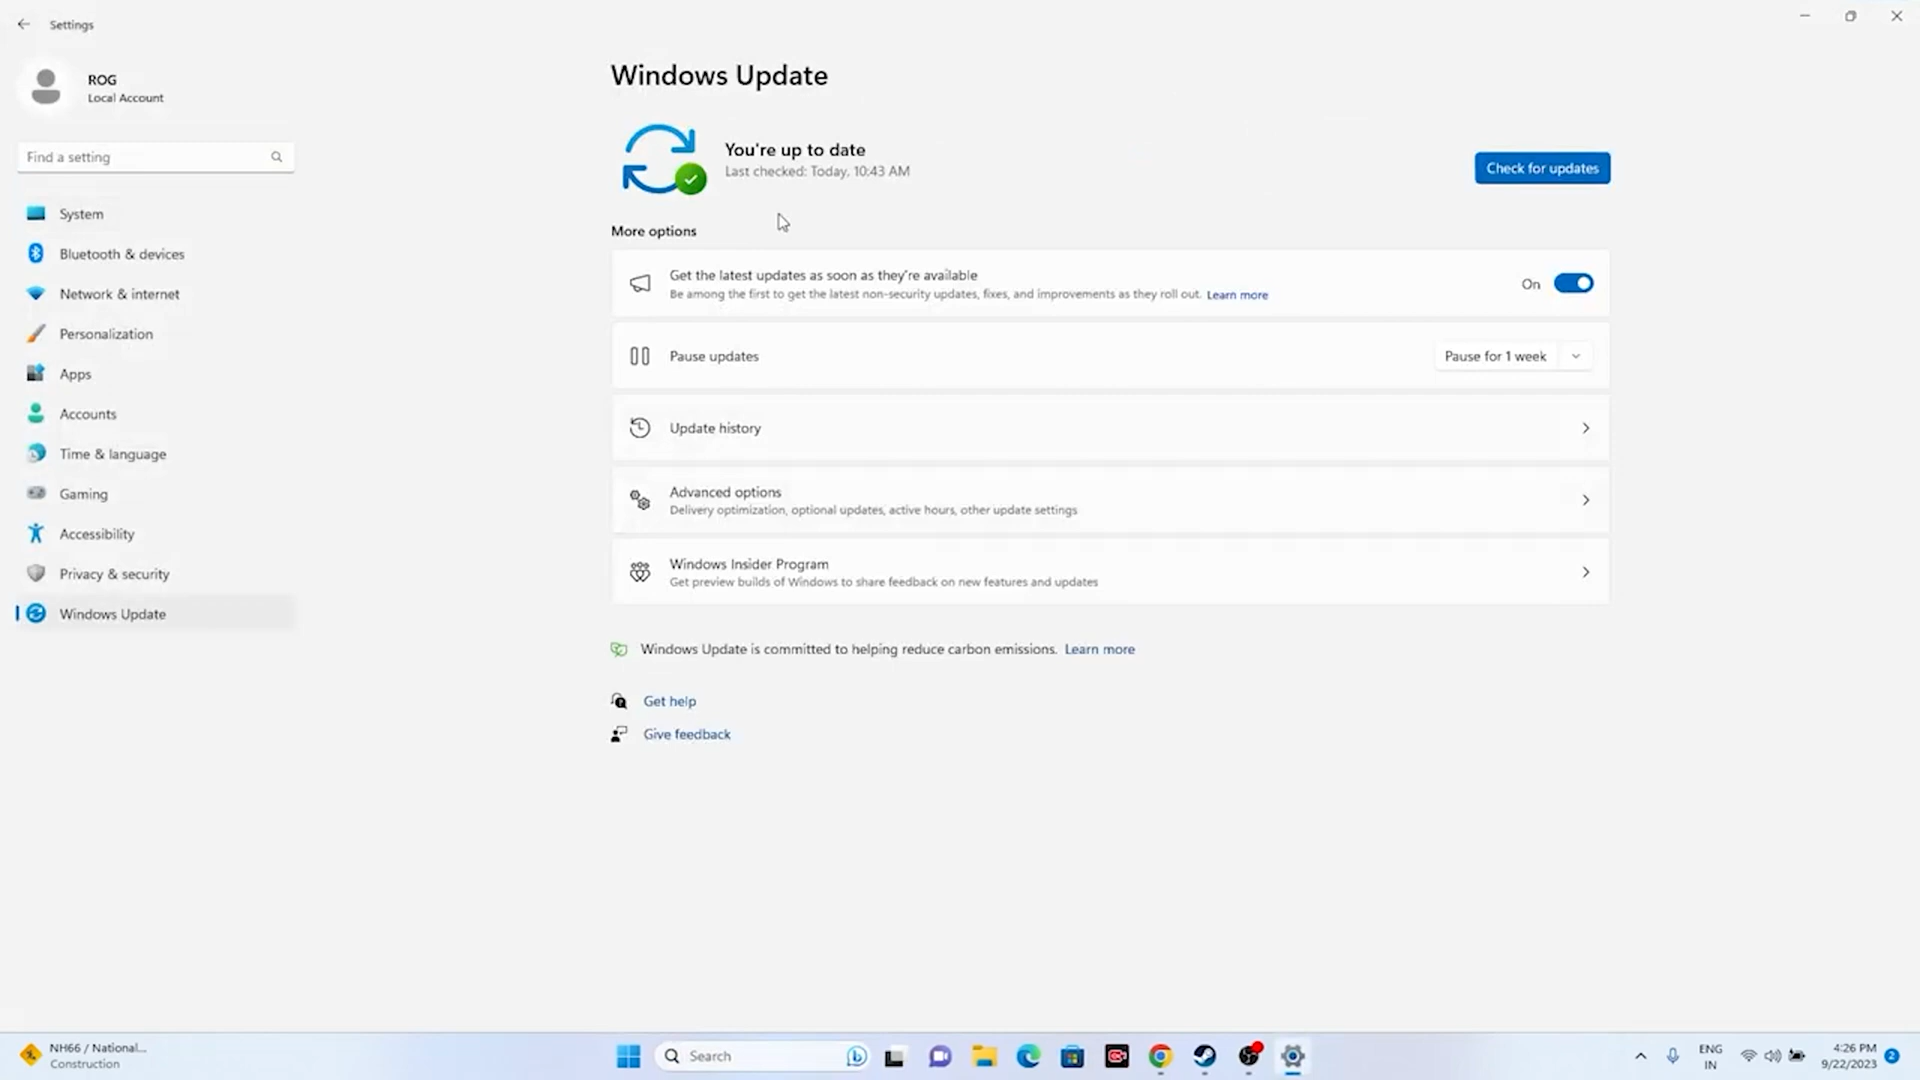 Settings
ROG
Local Account
Find a setting
System
Bluetooth & devices
Network & internet
Personalization
Apps
Accounts
Time & language
Gaming
Accessibility
Privacy & security
Windows Update
Windows Update
You're up to date
Last checked: Today, 10:43 AM
Check for updates
More options
Get the latest updates as soon as they're available
Be among the first to get the latest non-security updates, fixes, and improvements as they roll out. Learn more
On
Pause updates
Pause for 1 week
Update history
Advanced options
Delivery optimization, optional updates, active hours, other update settings
Windows Insider Program
Get preview builds of Windows to share feedback on new features and updates
Windows Update is committed to helping reduce carbon emissions. Learn more
Get help
Give feedback
NH66 / National...
Construction
Search
ENG
IN
4:26 PM
9/22/2023
2